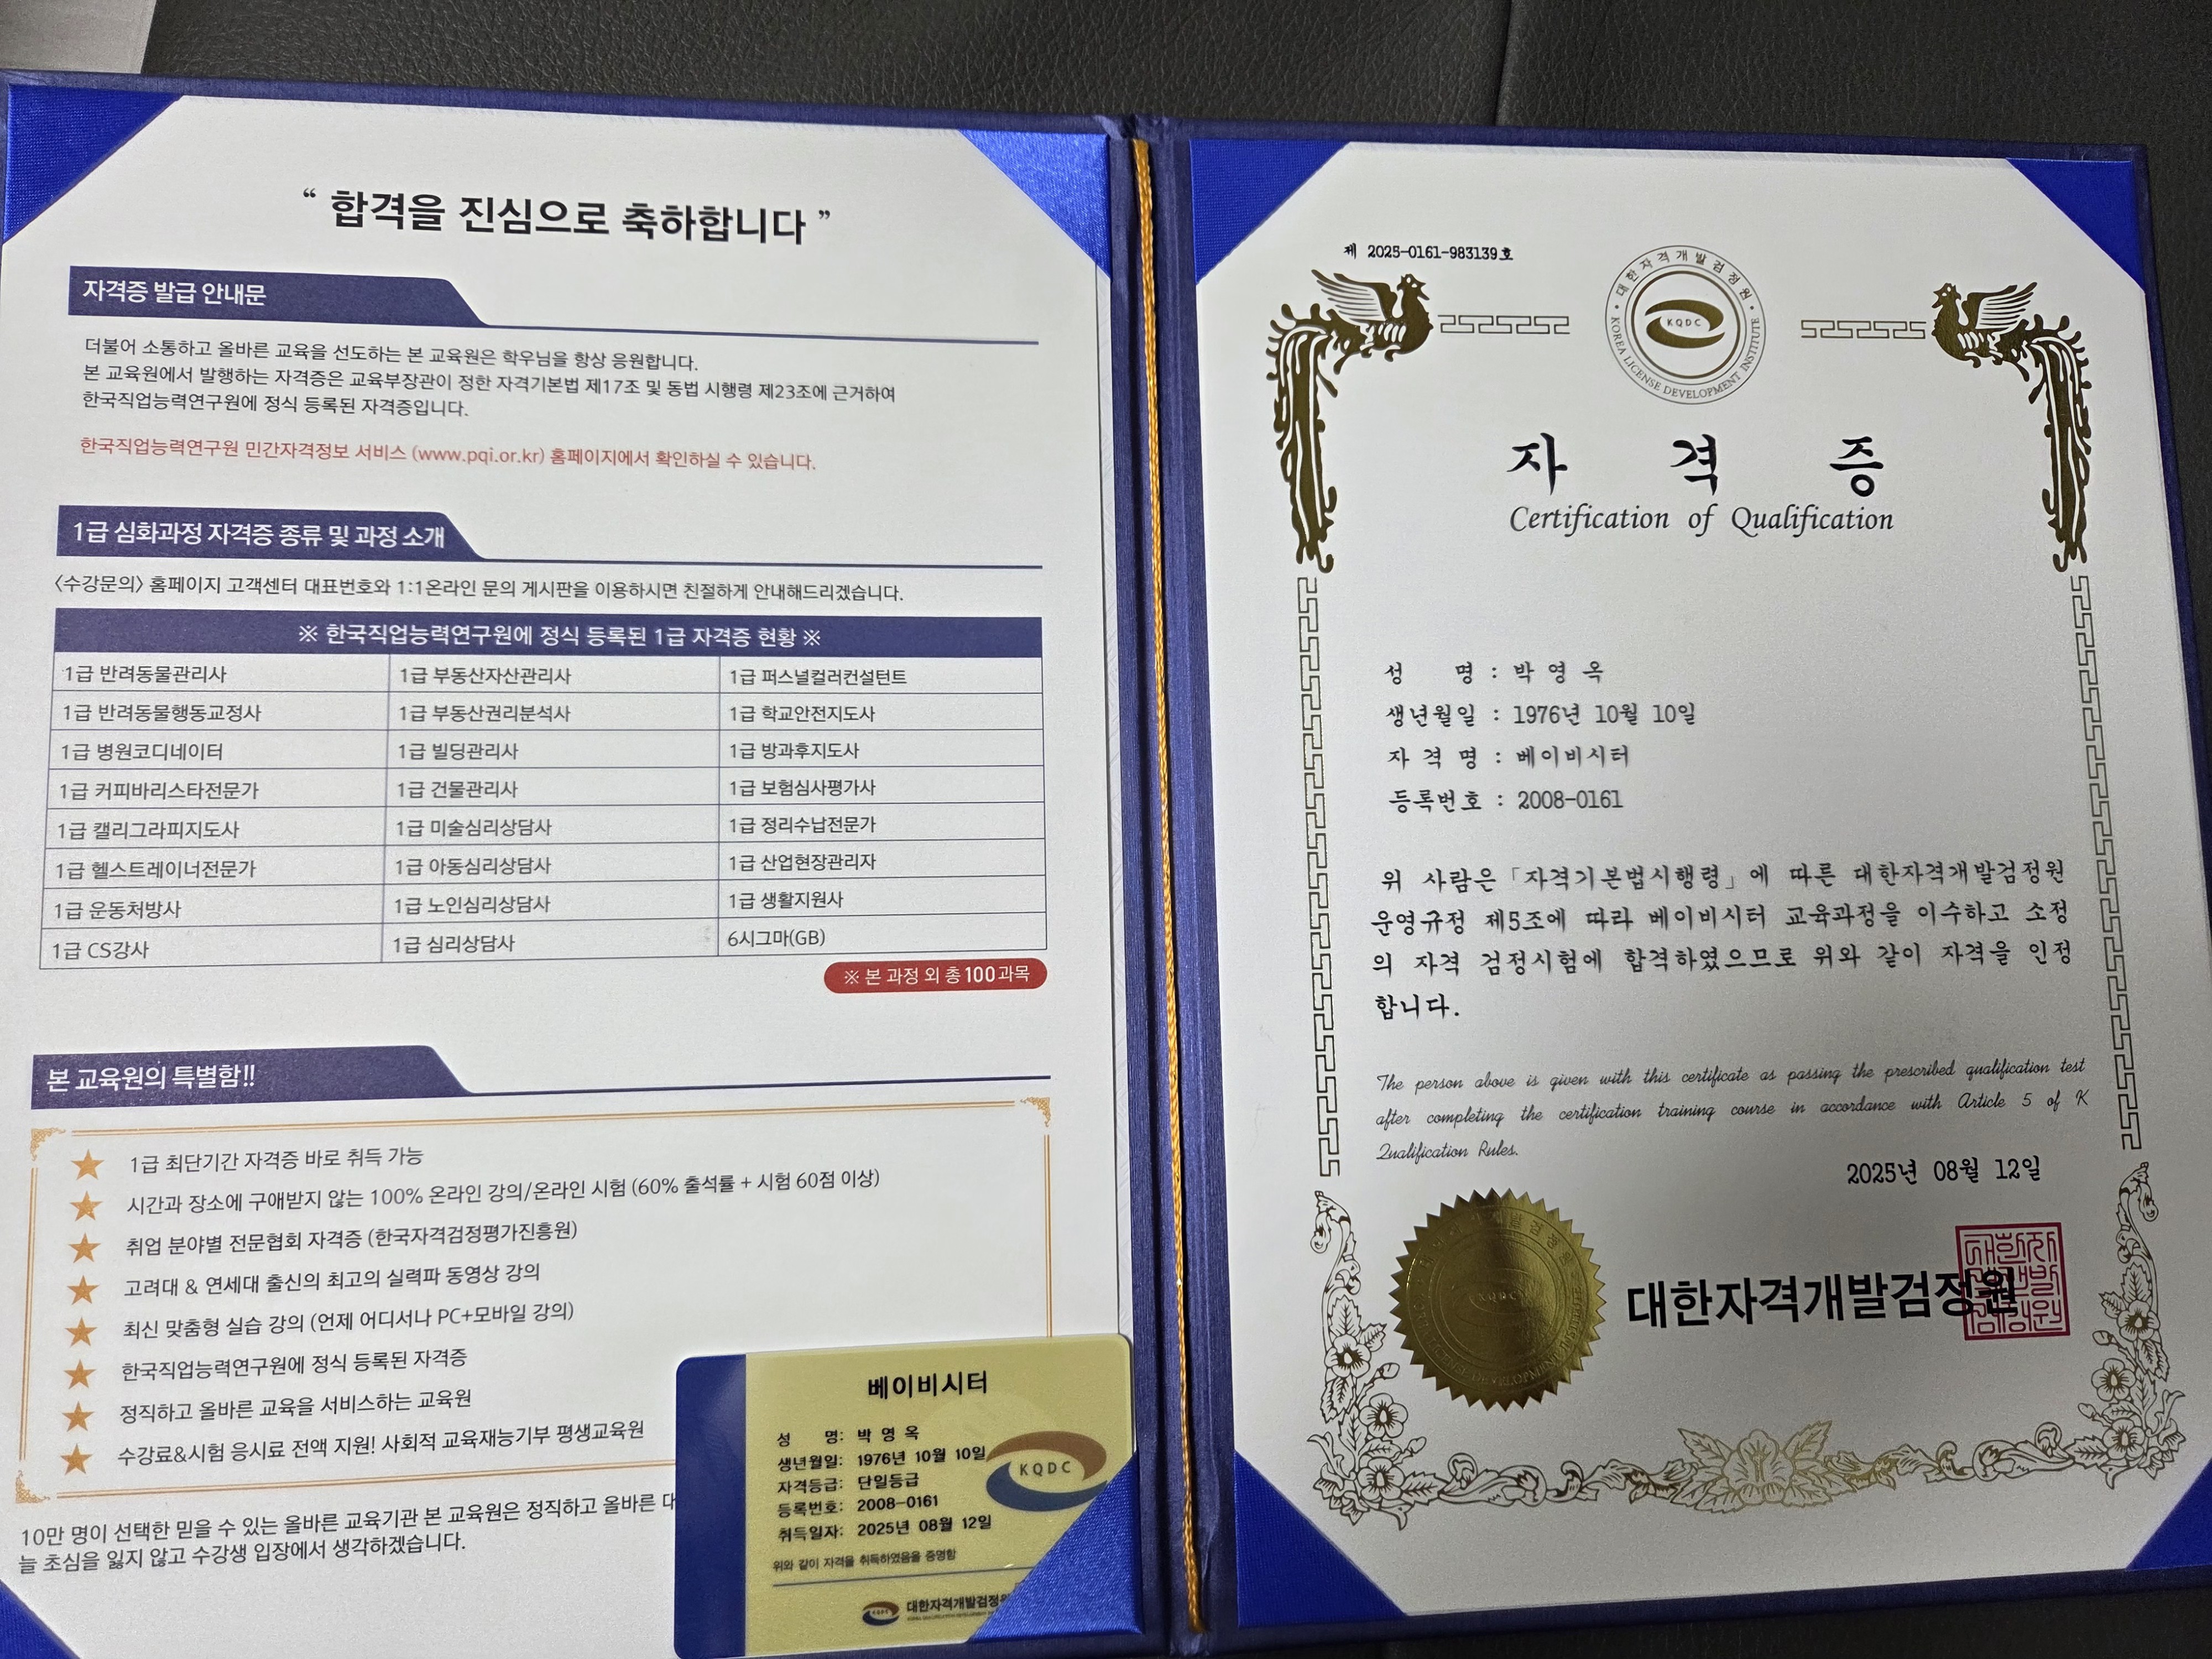 “ 합격을 진심으로 축하합니다 ”
자격증 발급 안내문
더불어 소통하고 올바른 교육을 선도하는 본 교육원은 학우님을 항상 응원합니다.
본 교육원에서 발행하는 자격증은 교육부장관이 정한 자격기본법 제17조 및 동법 시행령 제23조에 근거하여
한국직업능력연구원에 정식 등록된 자격증입니다.
한국직업능력연구원 민간자격정보 서비스 (www.pqi.or.kr) 홈페이지에서 확인하실 수 있습니다.
1급 심화과정 자격증 종류 및 과정 소개
<수강문의> 홈페이지 고객센터 대표번호와 1:1온라인 문의 게시판을 이용하시면 친절하게 안내해드리겠습니다.
※ 한국직업능력연구원에 정식 등록된 1급 자격증 현황 ※
1급 반려동물관리사 1급 부동산자산관리사 1급 퍼스널컬러컨설턴트
1급 반려동물행동교정사 1급 부동산권리분석사 1급 학교안전지도사
1급 병원코디네이터 1급 빌딩관리사 1급 방과후지도사
1급 커피바리스타전문가 1급 건물관리사 1급 보험심사평가사
1급 캘리그라피지도사 1급 미술심리상담사 1급 정리수납전문가
1급 헬스트레이너전문가 1급 아동심리상담사 1급 산업현장관리자
1급 운동처방사 1급 노인심리상담사 1급 생활지원사
1급 CS강사 1급 심리상담사 6시그마(GB)
※ 본 과정 외 총 100과목
본 교육원의 특별함!!
1급 최단기간 자격증 바로 취득 가능
시간과 장소에 구애받지 않는 100% 온라인 강의/온라인 시험 (60% 출석률 + 시험 60점 이상)
취업 분야별 전문협회 자격증 (한국자격검정평가진흥원)
고려대 & 연세대 출신의 최고의 실력파 동영상 강의
최신 맞춤형 실습 강의 (언제 어디서나 PC+모바일 강의)
한국직업능력연구원에 정식 등록된 자격증
정직하고 올바른 교육을 서비스하는 교육원
수강료&시험 응시료 전액 지원! 사회적 교육재능기부 평생교육원
10만 명이 선택한 믿을 수 있는 올바른 교육기관 본 교육원은 정직하고 올바른
늘 초심을 잃지 않고 수강생 입장에서 생각하겠습니다.
베이비시터
성 명: 박 영 옥
생년월일: 1976년 10월 10일
자격등급: 단일등급
등록번호: 2008-0161
취득일자: 2025년 08월 12일
위와 같이 자격을 취득하였음을 증명함
KQDC
대한자격개발검정원
제 2025-0161-983139호
대한자격개발검정원
KQDC
KOREA LICENSE DEVELOPMENT INSTITUTE
자 격 증
Certification of Qualification
성 명 : 박 영 옥
생년월일 : 1976년 10월 10일
자 격 명 : 베이비시터
등록번호 : 2008-0161
위 사람은 「자격기본법시행령」에 따른 대한자격개발검정원
운영규정 제5조에 따라 베이비시터 교육과정을 이수하고 소정
의 자격 검정시험에 합격하였으므로 위와 같이 자격을 인정
합니다.
The person above is given with this certificate as passing the prescribed qualification test
after completing the certification training course in accordance with Article 5 of K
Qualification Rules.
2025년 08월 12일
대한자격개발검정원